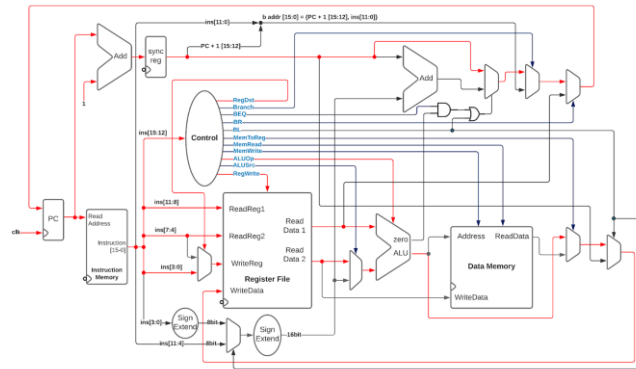 ins[11:0]
b addr [15:0] = {PC + 1 [15:12], ins[11:0]}
Add
sync
reg
PC + 1 [15:12]
Add
1
RegDst
Branch
BEQ
BR
BL
MemToReg
MemRead
MemWrite
ALUOp
ALUSrc
RegWrite
Control
ins[15:12]
PC
clk
Read
Address
Instruction
[15-0]
Instruction
Memory
ins[11:8]
ins[7:4]
ins[3:0]
ReadReg1
ReadReg2
WriteReg
WriteData
Read
Data 1
Read
Data 2
Register File
zero
ALU
Address
ReadData
Data Memory
WriteData
ins[3:0]
Sign
Extend
8bit
ins[11:4]
8bit
Sign
Extend
16bit